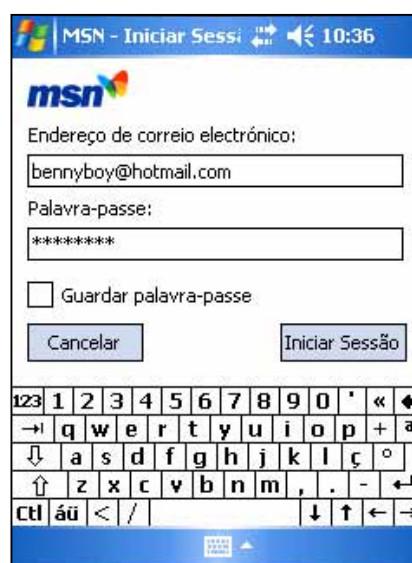 MSN - Iniciar Sessi 10:36
msn
Endereço de correio electrónico:
bennyboy@hotmail.com
Palavra-passe:
********
Guardar palavra-passe
Cancelar Iniciar Sessão
123 1 2 3 4 5 6 7 8 9 0 ' «
q w e r t y u i o p + ª
a s d f g h j k l ç º
z x c v b n m , . -
Ctl áü < /